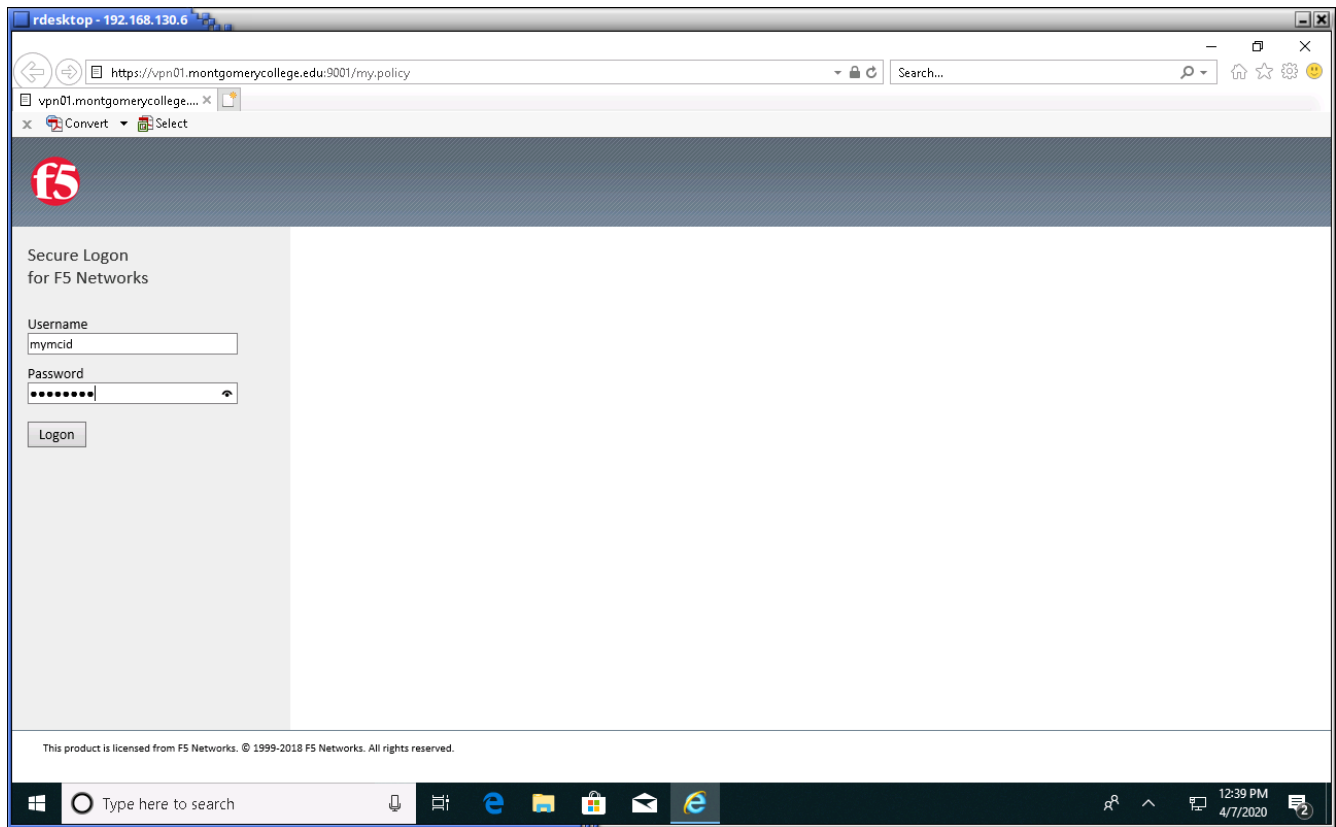 rdesktop - 192.168.130.6
https://vpn01.montgomerycollege.edu:9001/my.policy
Search...
vpn01.montgomerycollege....
Convert
Select
f5
Secure Logon
for F5 Networks
Username
mymcid
Password
Logon
This product is licensed from F5 Networks. © 1999-2018 F5 Networks. All rights reserved.
Type here to search
12:39 PM
4/7/2020
2